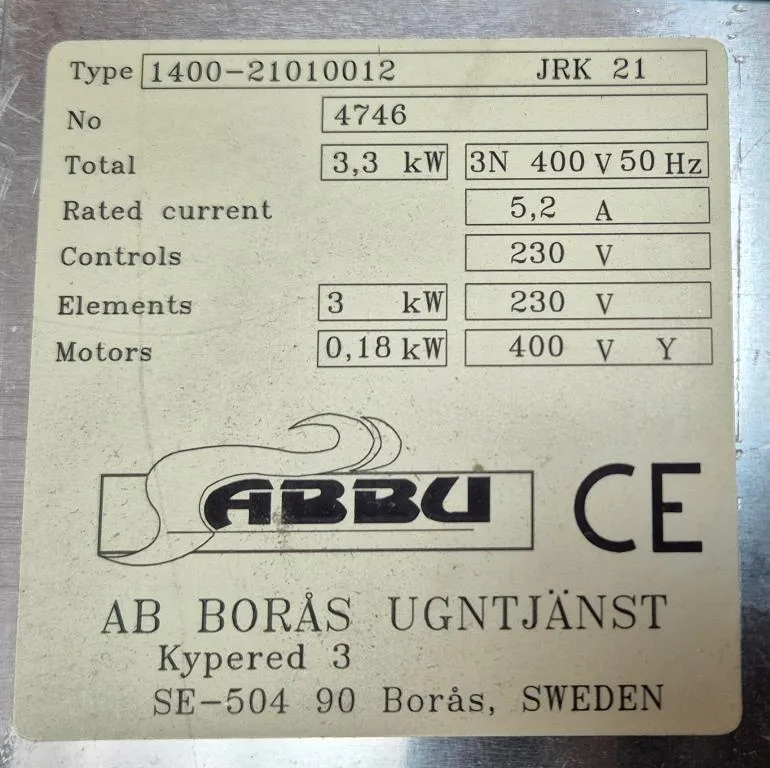 Type 1400-21010012 JRK 21
No 4746
Total 3,3 kW 3N 400 V 50 Hz
Rated current 5,2 A
Controls 230 V
Elements 3 kW 230 V
Motors 0,18 kW 400 V Y
ABBU CE
AB BORÅS UGNTJÄNST
Kypered 3
SE-504 90 Borås, SWEDEN